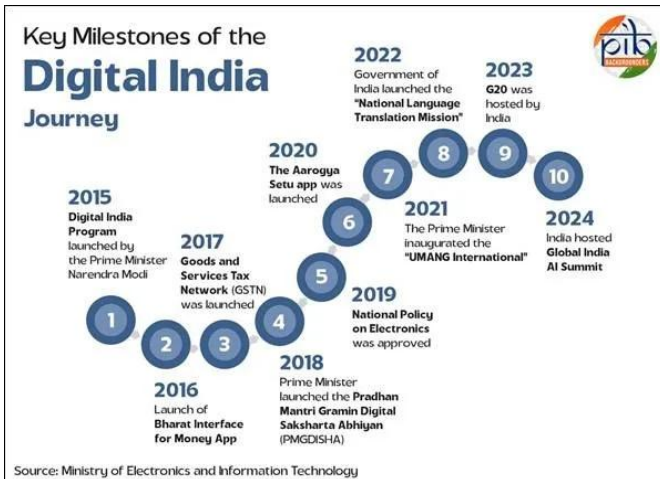 Key Milestones of the
Digital India
Journey
pib
BACKGROUNDERS
2015
Digital India
Program
launched by
the Prime Minister
Narendra Modi
1
2
2016
Launch of
Bharat Interface
for Money App
2017
Goods and
Services Tax
Network (GSTN)
was launched
3
4
2018
Prime Minister
launched the Pradhan
Mantri Gramin Digital
Saksharta Abhiyan
(PMGDISHA)
5
2019
National Policy
on Electronics
was approved
2020
The Aarogya
Setu app was
launched
6
7
2021
The Prime Minister
inaugurated the
"UMANG International"
2022
Government of
India launched the
"National Language
Translation Mission"
8
2023
G20 was
hosted by
India
9
10
2024
India hosted
Global India
AI Summit
Source: Ministry of Electronics and Information Technology